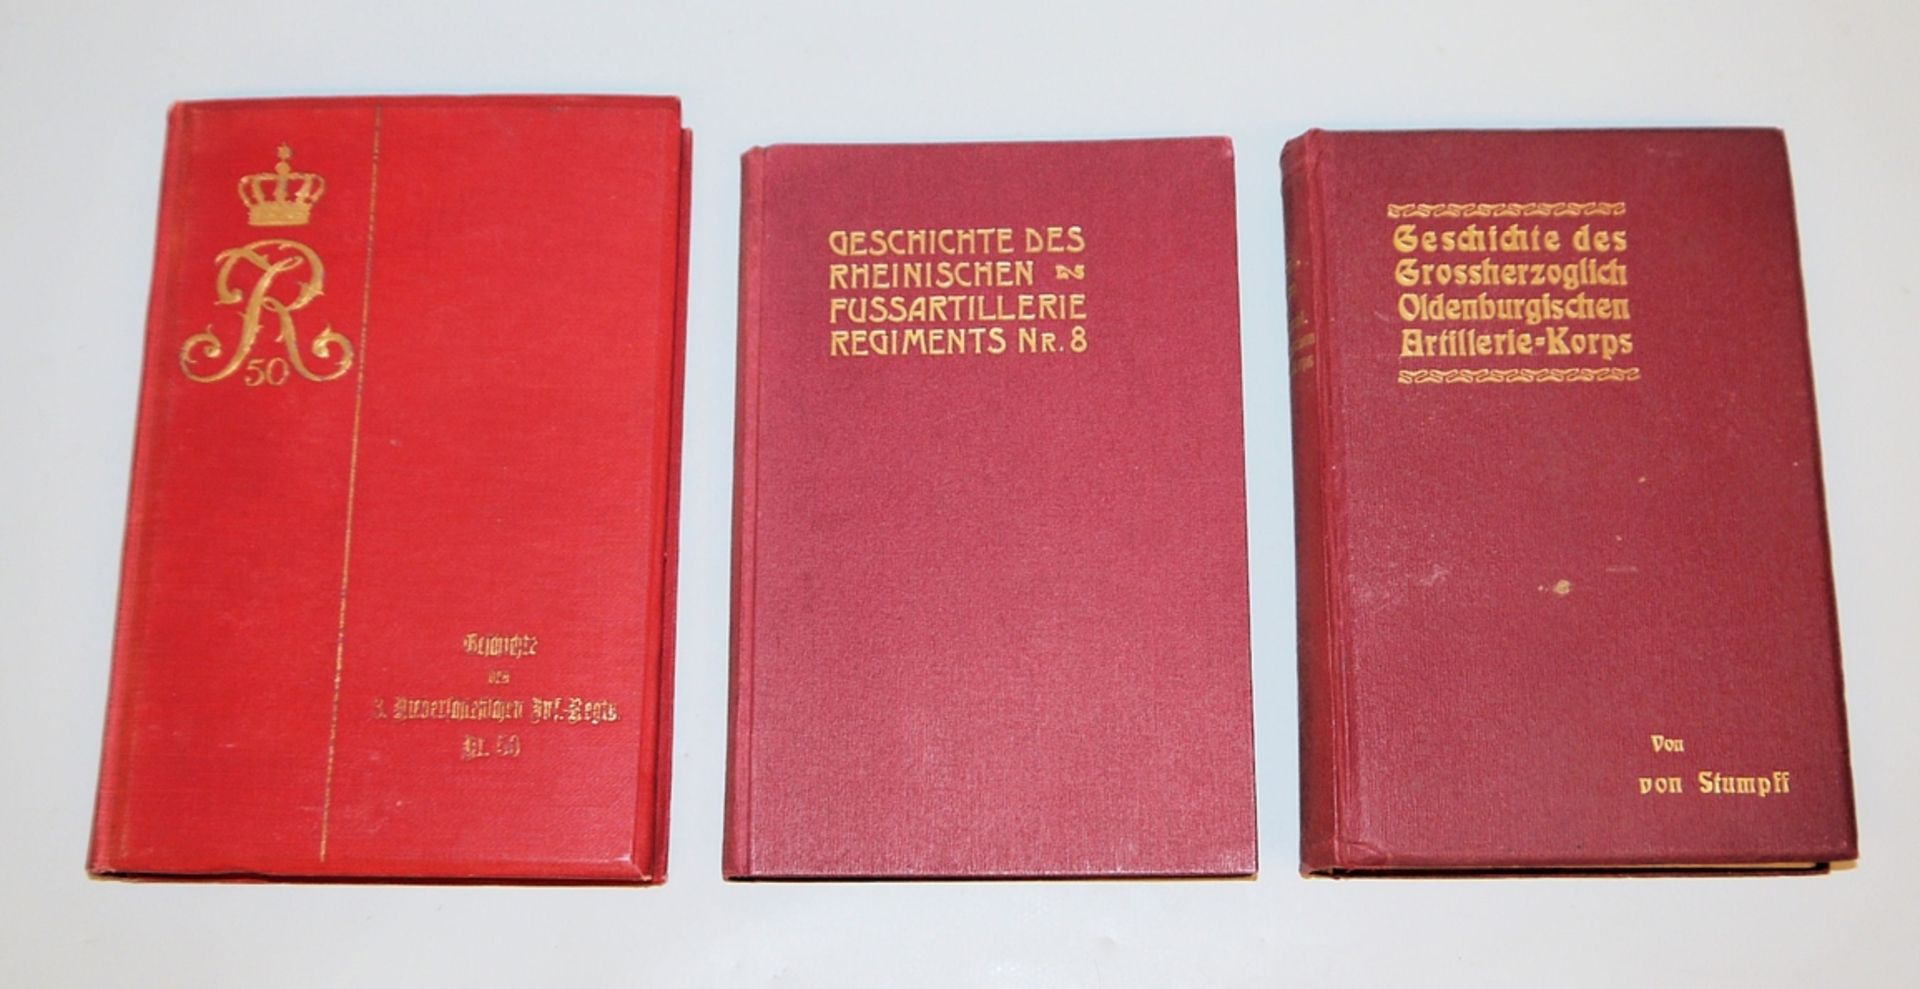 R
50
Geschichte
des
3. Niederschlesischen Inf.-Regts.
Nr. 50
GESCHICHTE DES
RHEINISCHEN
FUSSARTILLERIE
REGIMENTS NR. 8
Geschichte des
Grossherzoglich
Oldenburgischen
Artillerie-Korps
Von
von Stumpff